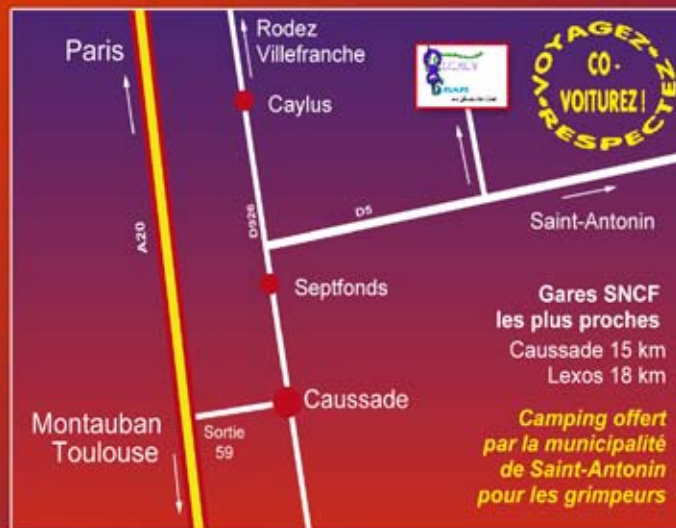 Paris
Rodez
Villefranche
Caylus
VOYAGEZ • RESPECTEZ •
CO -
VOITUREZ !
A20
D926
D5
Saint-Antonin
Septfonds
Gares SNCF
les plus proches
Caussade 15 km
Lexos 18 km
Caussade
Montauban
Toulouse
Sortie
59
Camping offert
par la municipalité
de Saint-Antonin
pour les grimpeurs